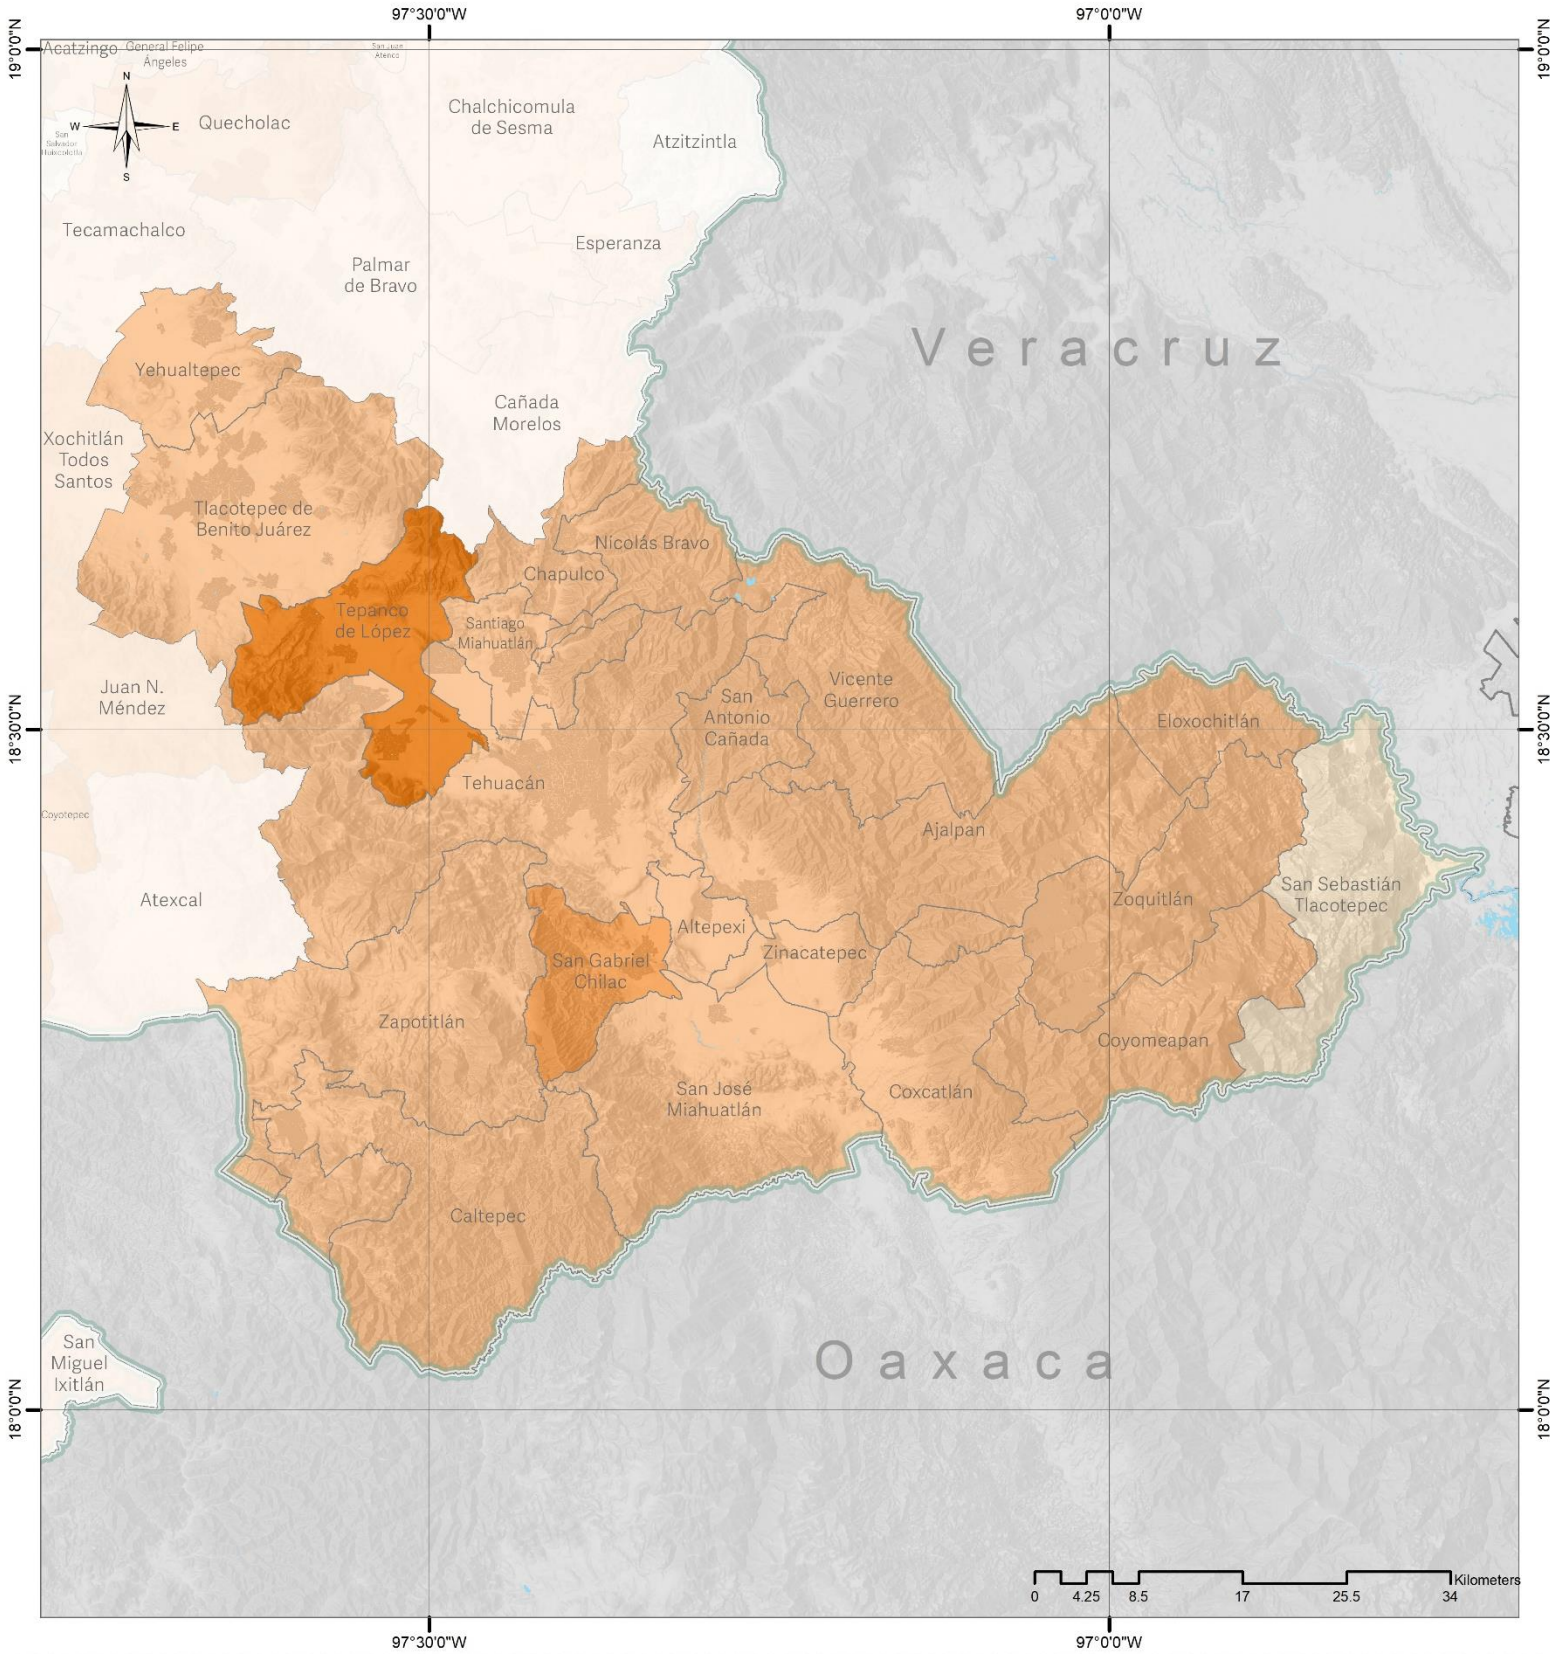 97°30'0"W
97°0'0"W
19°0'0"N
19°0'0"N
Acatzingo
General Felipe
Ángeles
San Juan
Atenco
N
W
E
S
San
Salvador
Huixcolotla
Quecholac
Chalchicomula
de Sesma
Atzitzintla
Tecamachalco
Palmar
de Bravo
Esperanza
Veracruz
Yehualtepec
Cañada
Morelos
Xochitlán
Todos
Santos
Tlacotepec de
Benito Juárez
Nicolás Bravo
Chapulco
Tepanco
de López
Santiago
Miahuatlán
Juan N.
Méndez
San
Antonio
Cañada
Vicente
Guerrero
Eloxochitlán
18°30'0"N
18°30'0"N
Tehuacán
Coyotepec
Ajalpan
Atexcal
Zoquitlán
San Sebastián
Tlacotepec
Altepexi
Zinacatepec
San Gabriel
Chilac
Zapotitlán
Coyomeapan
San José
Miahuatlán
Coxcatlán
Caltepec
San
Miguel
Ixitlán
Oaxaca
18°0'0"N
18°0'0"N
Kilometers
0
4.25
8.5
17
25.5
34
97°30'0"W
97°0'0"W